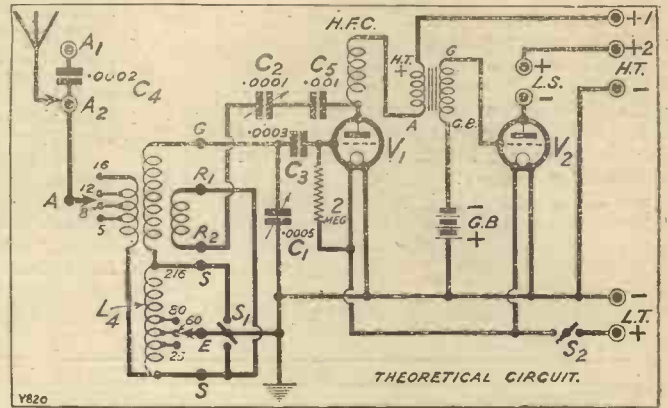 A1
.0002
C4
A2
A
16
12
8
5
G
R1
R2
S
216
L4
80
60
25
S1
E
S
C2
.0001
C5
.001
.0003
C3
C1
.0005
2
MEG
H.F.C.
V1
H.T.
+
A
G
G.B.
-
G.B
+
+
L.S.
-
V2
+1
+2
H.T.
-
-
L.T.
+
S2
THEORETICAL CIRCUIT.
Y820